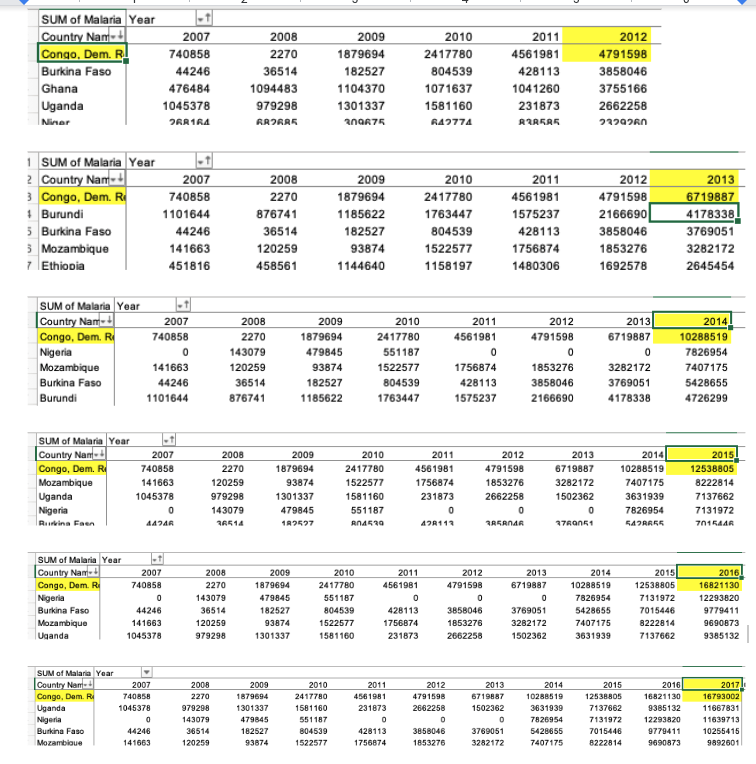 SUM of Malaria Year
Country Nam 2007 2008 2009 2010 2011 2012
Congo, Dem. R 740858 2270 1879694 2417780 4561981 4791598
Burkina Faso 44246 36514 182527 804539 428113 3858046
Ghana 476484 1094483 1104370 1071637 1041260 3755166
Uganda 1045378 979298 1301337 1581160 231873 2662258
Niger 268164 682685 309675 642774 838585 2329260
1 SUM of Malaria Year
2 Country Nam 2007 2008 2009 2010 2011 2012 2013
3 Congo, Dem. Re 740858 2270 1879694 2417780 4561981 4791598 6719887
4 Burundi 1101644 876741 1185622 1763447 1575237 2166690 4178338
5 Burkina Faso 44246 36514 182527 804539 428113 3858046 3769051
6 Mozambique 141663 120259 93874 1522577 1756874 1853276 3282172
7 Ethiopia 451816 458561 1144640 1158197 1480306 1692578 2645454
SUM of Malaria Year
Country Nam 2007 2008 2009 2010 2011 2012 2013 2014
Congo, Dem. Re 740858 2270 1879694 2417780 4561981 4791598 6719887 10288519
Nigeria 0 143079 479845 551187 0 0 0 7826954
Mozambique 141663 120259 93874 1522577 1756874 1853276 3282172 7407175
Burkina Faso 44246 36514 182527 804539 428113 3858046 3769051 5428655
Burundi 1101644 876741 1185622 1763447 1575237 2166690 4178338 4726299
SUM of Malaria Year
Country Nam 2007 2008 2009 2010 2011 2012 2013 2014 2015
Congo, Dem. Re 740858 2270 1879694 2417780 4561981 4791598 6719887 10288519 12538805
Mozambique 141663 120259 93874 1522577 1756874 1853276 3282172 7407175 8222814
Uganda 1045378 979298 1301337 1581160 231873 2662258 1502362 3631939 7137662
Nigeria 0 143079 479845 551187 0 0 0 7826954 7131972
Burkina Faso 44246 36514 182527 804539 428113 3858046 3769051 5428655 7015446
SUM of Malaria Year
Country Nam 2007 2008 2009 2010 2011 2012 2013 2014 2015 2016
Congo, Dem. Re 740858 2270 1879694 2417780 4561981 4791598 6719887 10288519 12538805 16821130
Nigeria 0 143079 479845 551187 0 0 0 7826954 7131972 12293820
Burkina Faso 44246 36514 182527 804539 428113 3858046 3769051 5428655 7015446 9779411
Mozambique 141663 120259 93874 1522577 1756874 1853276 3282172 7407175 8222814 9690873
Uganda 1045378 979298 1301337 1581160 231873 2662258 1502362 3631939 7137662 9385132
SUM of Malaria Year
Country Nam 2007 2008 2009 2010 2011 2012 2013 2014 2015 2016 2017
Congo, Dem. Re 740858 2270 1879694 2417780 4561981 4791598 6719887 10288519 12538805 16821130 16793002
Uganda 1045378 979298 1301337 1581160 231873 2662258 1502362 3631939 7137662 9385132 11667831
Nigeria 0 143079 479845 551187 0 0 0 7826954 7131972 12293820 11639713
Burkina Faso 44246 36514 182527 804539 428113 3858046 3769051 5428655 7015446 9779411 10255415
Mozambique 141663 120259 93874 1522577 1756874 1853276 3282172 7407175 8222814 9690873 9892601